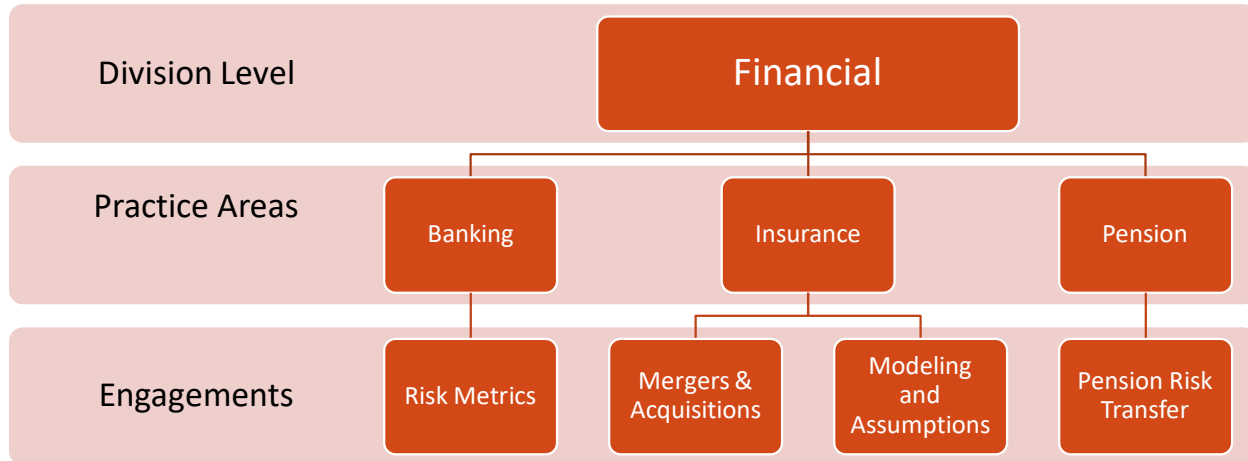 Division Level
Financial
Practice Areas
Banking
Insurance
Pension
Engagements
Risk Metrics
Mergers &
Acquisitions
Modeling
and
Assumptions
Pension Risk
Transfer